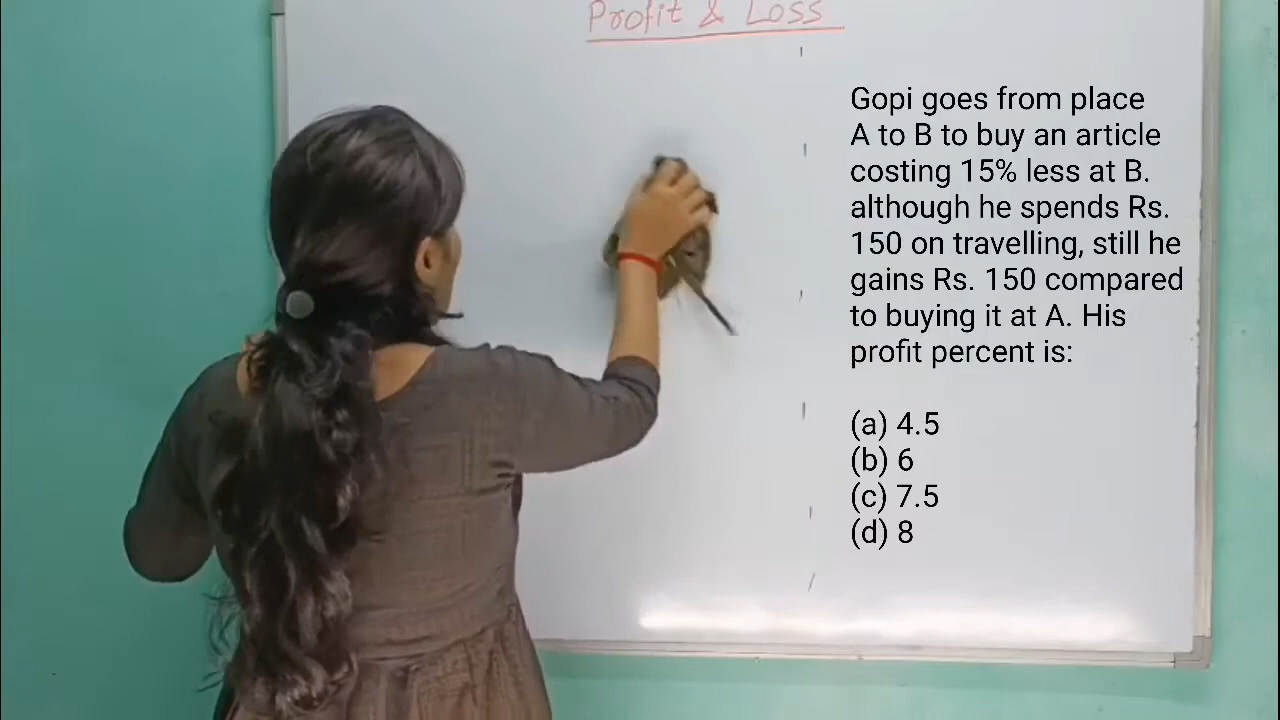 Profit & Loss
Gopi goes from place
A to B to buy an article
costing 15% less at B.
although he spends Rs.
150 on travelling, still he
gains Rs. 150 compared
to buying it at A. His
profit percent is:
(a) 4.5
(b) 6
(c) 7.5
(d) 8